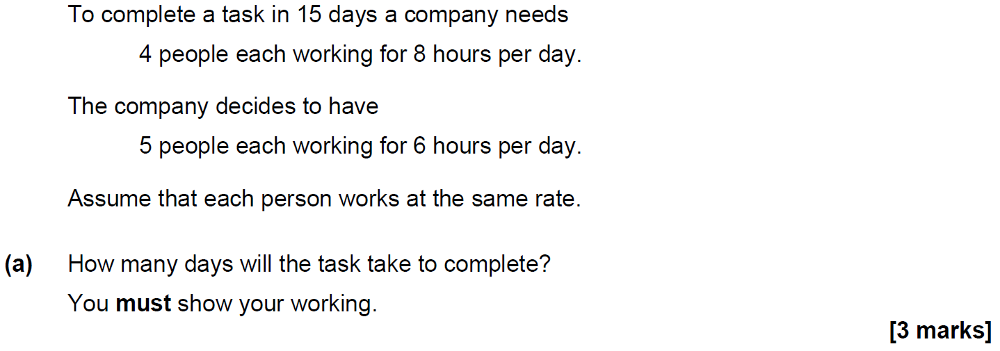 To complete a task in 15 days a company needs
4 people each working for 8 hours per day.
The company decides to have
5 people each working for 6 hours per day.
Assume that each person works at the same rate.
(a) How many days will the task take to complete?
You must show your working.
[3 marks]